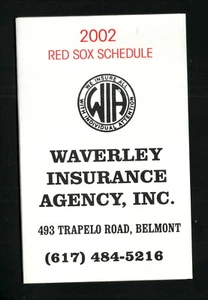 2002
RED SOX SCHEDULE
WE INSURE ALL
WIA
WITH INDIVIDUAL ATTENTION
WAVERLEY
INSURANCE
AGENCY, INC.
493 TRAPELO ROAD, BELMONT
(617) 484-5216